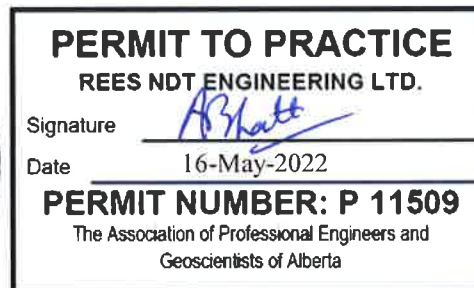 PERMIT TO PRACTICE
REES NDT ENGINEERING LTD.
Signature ABhatt
Date 16-May-2022
PERMIT NUMBER: P 11509
The Association of Professional Engineers and
Geoscientists of Alberta